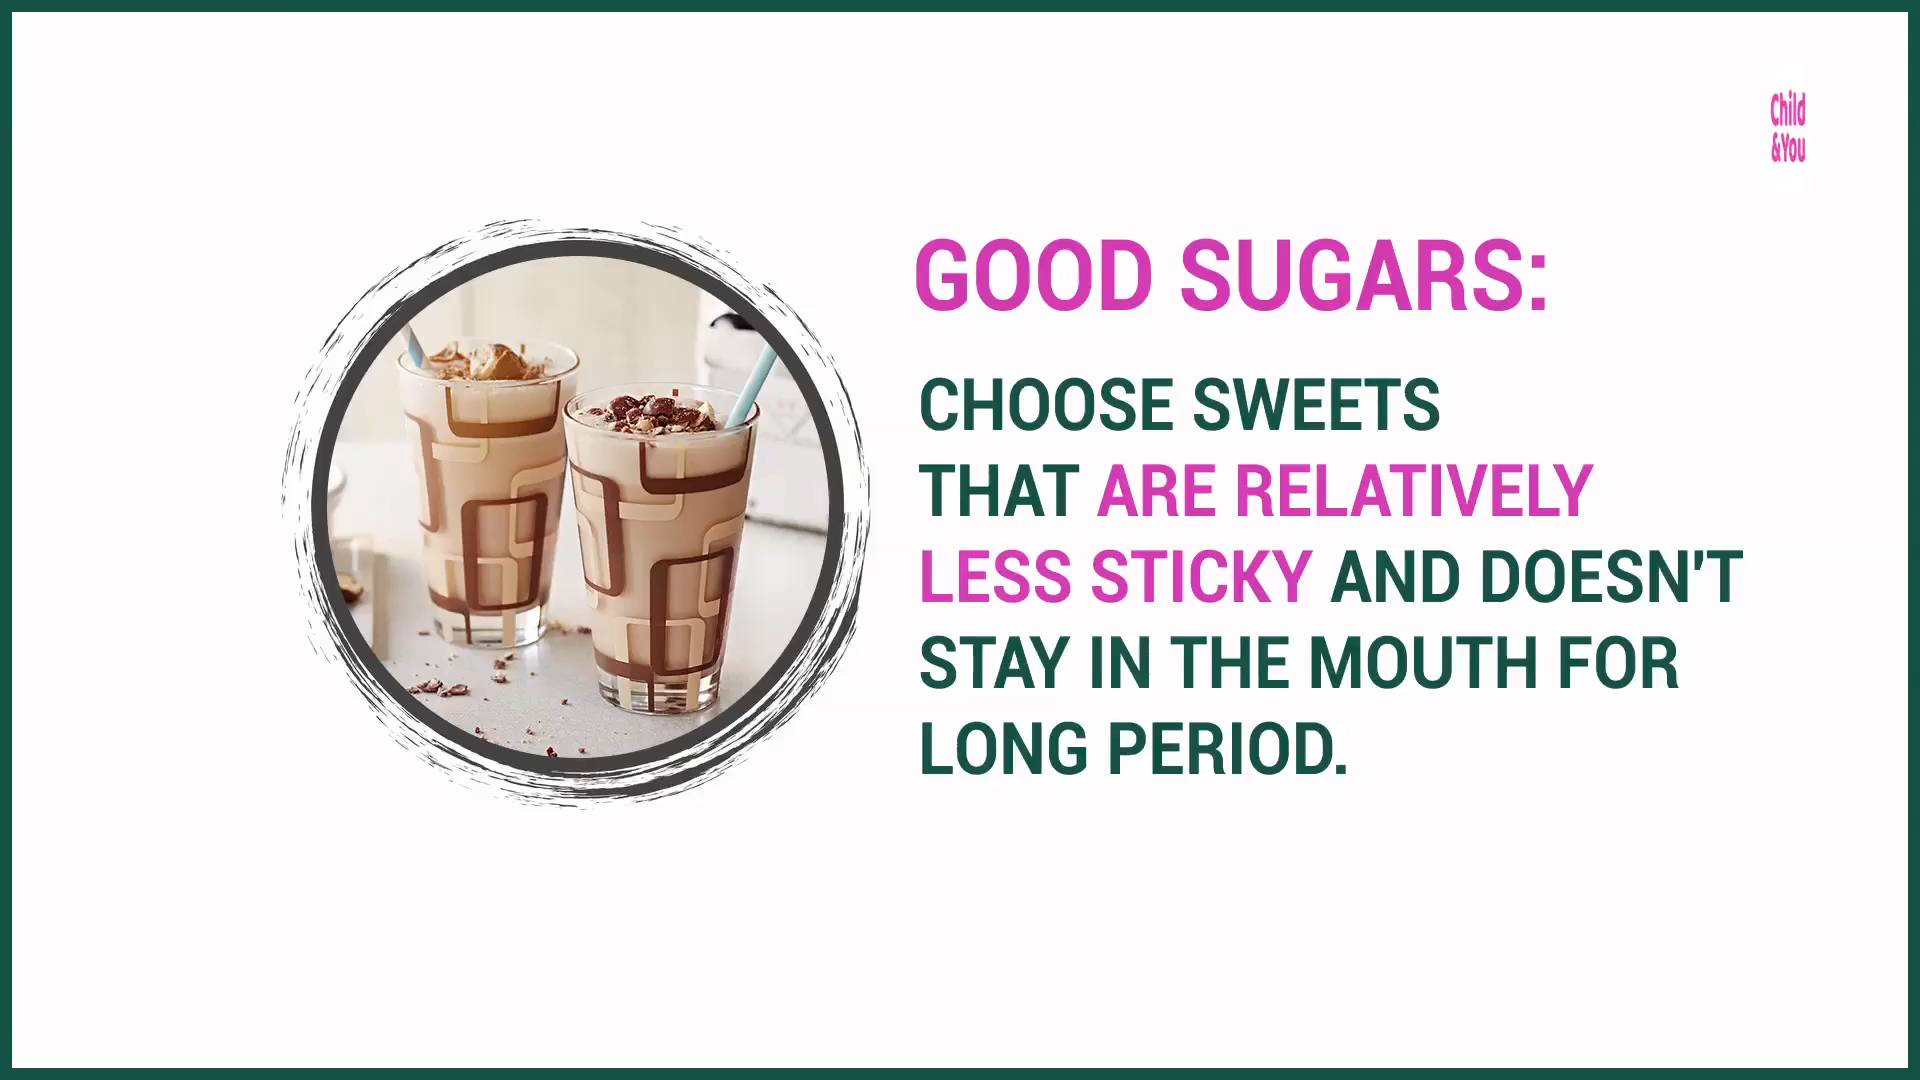 Child
&You
GOOD SUGARS:
CHOOSE SWEETS
THAT ARE RELATIVELY
LESS STICKY AND DOESN'T
STAY IN THE MOUTH FOR
LONG PERIOD.